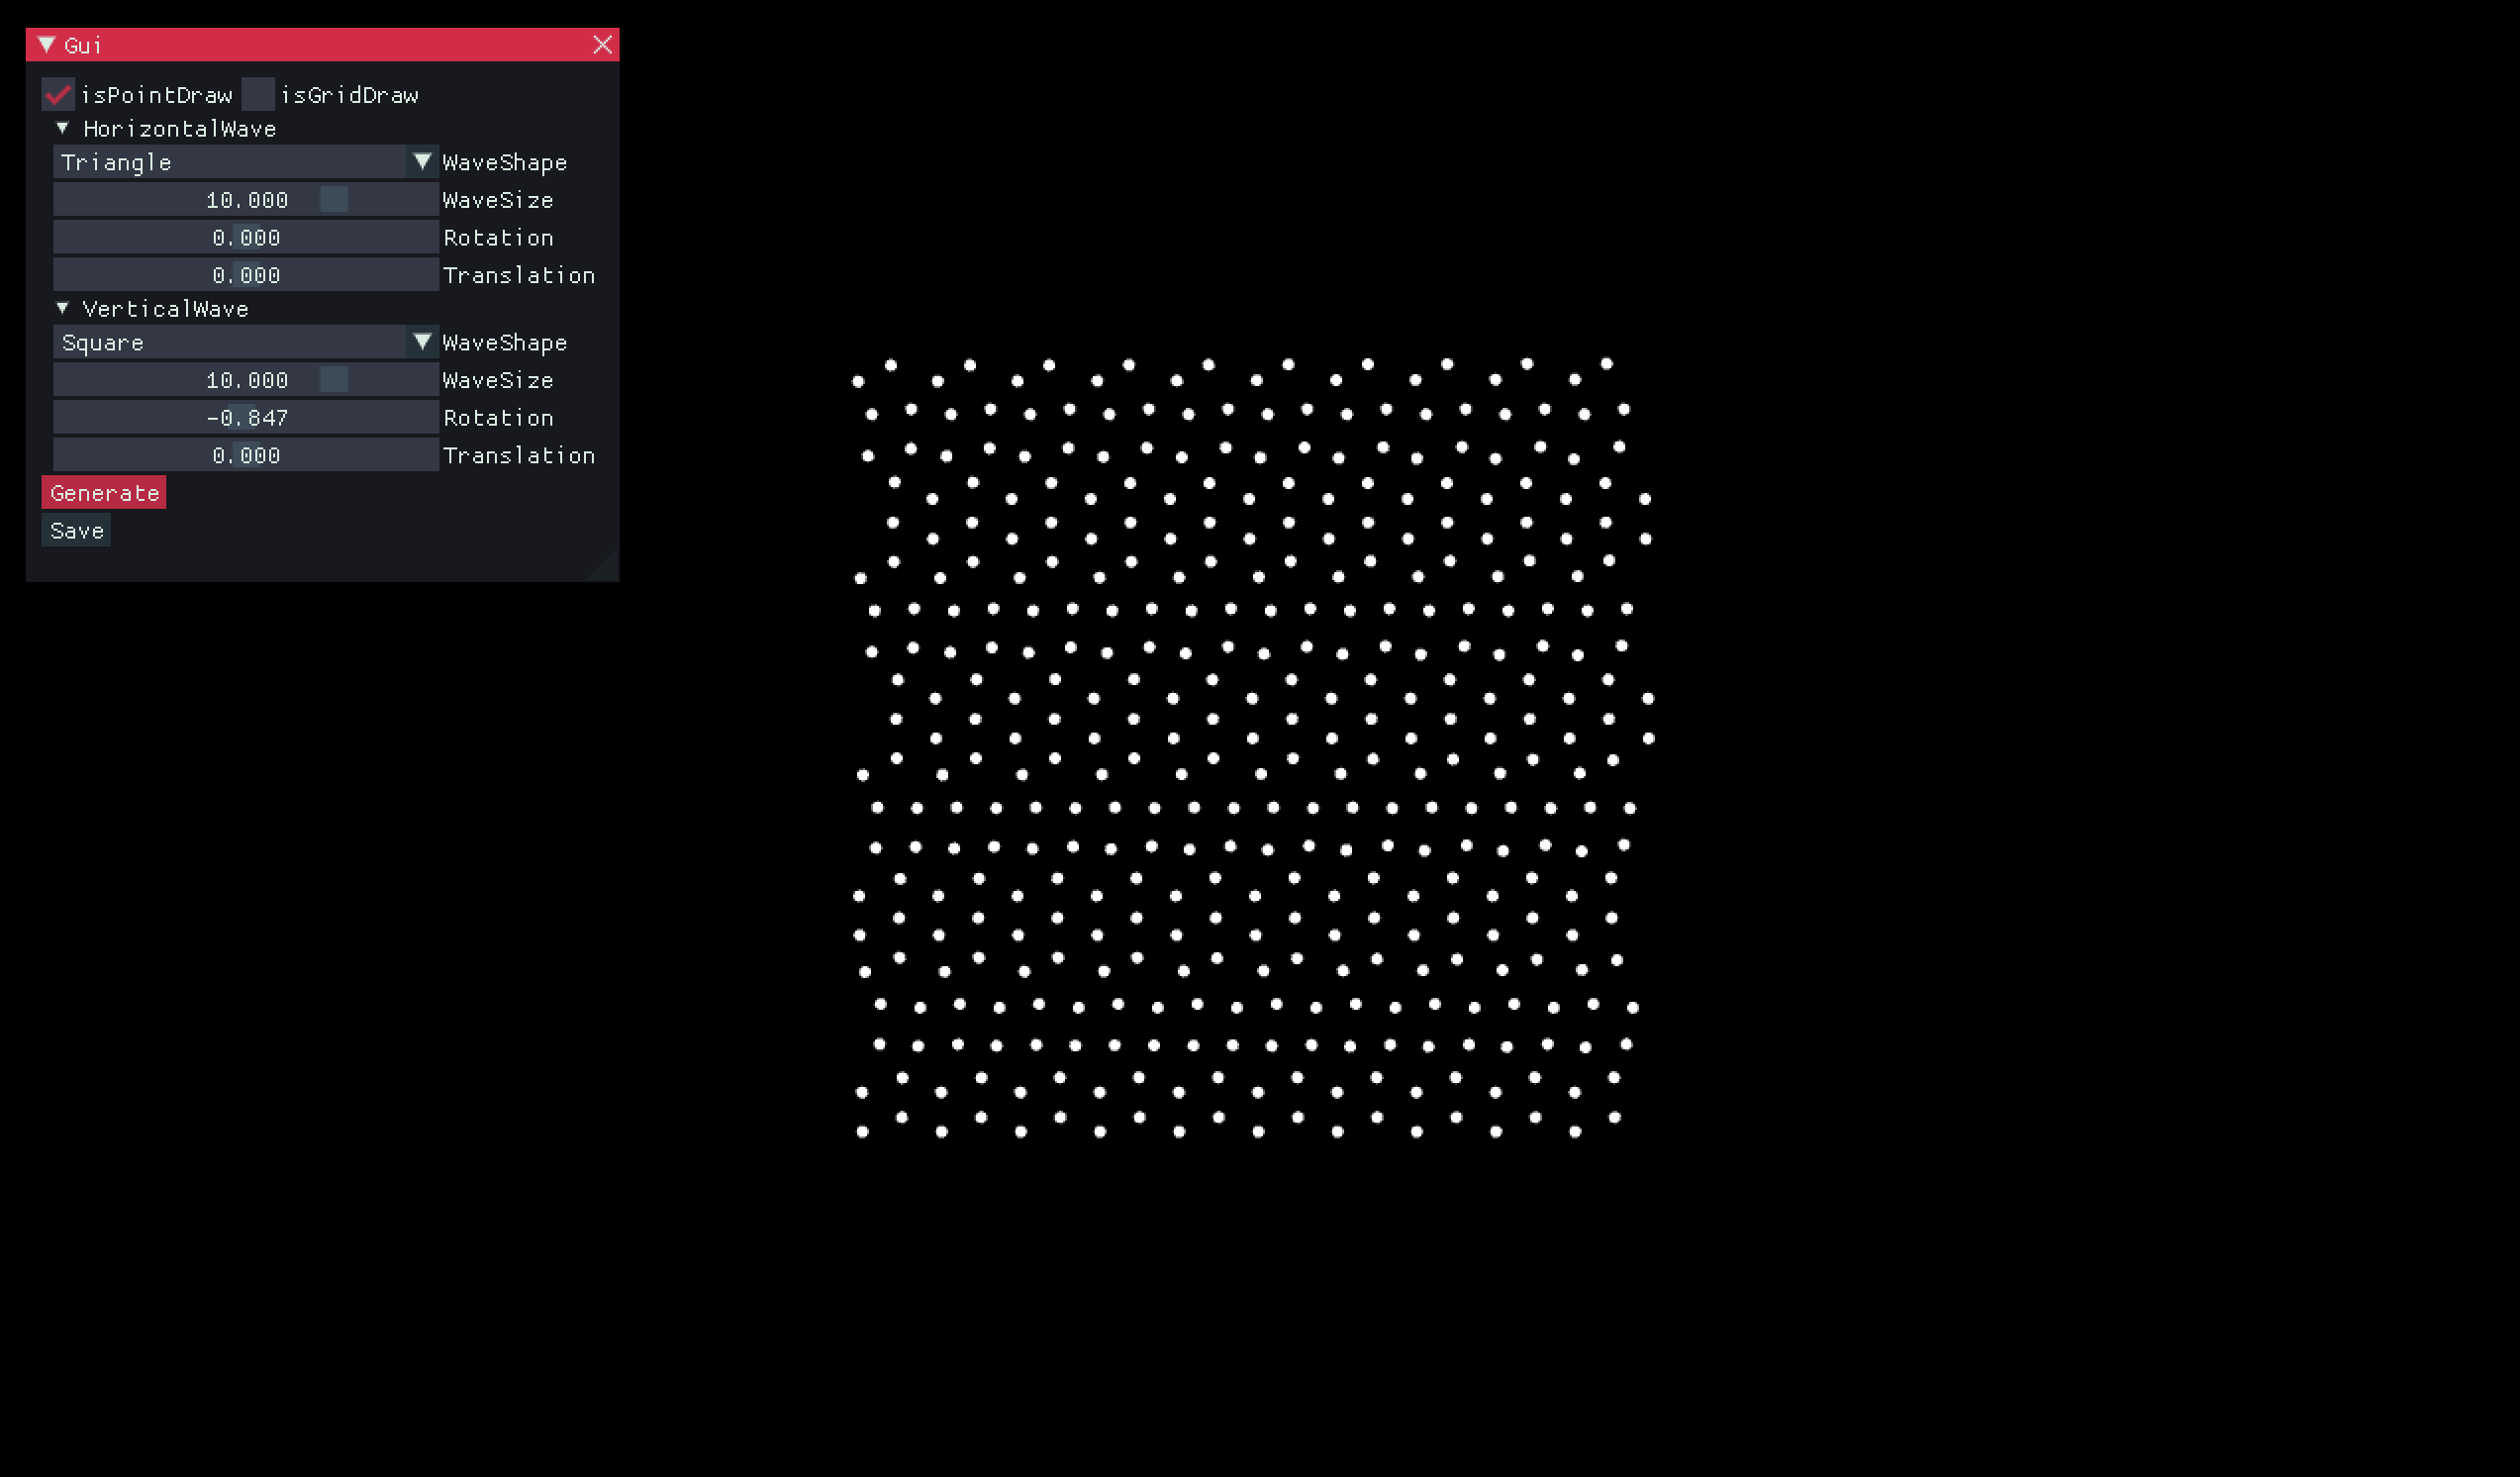 Gui
isPointDraw isGridDraw
HorizontalWave
Triangle WaveShape
10.000 WaveSize
0.000 Rotation
0.000 Translation
VerticalWave
Square WaveShape
10.000 WaveSize
-0.847 Rotation
0.000 Translation
Generate
Save